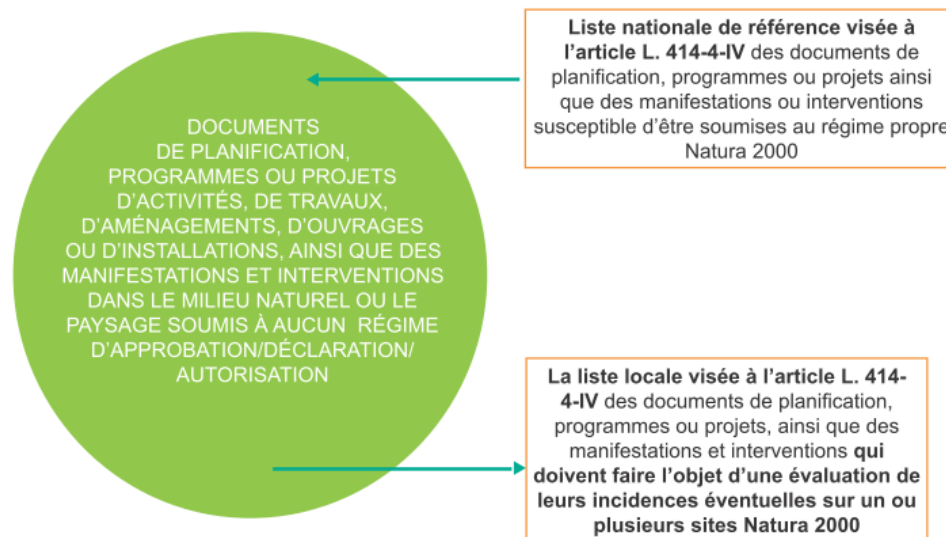 Liste nationale de référence visée à
l'article L. 414-4-IV des documents de
planification, programmes ou projets ainsi
que des manifestations ou interventions
susceptible d'être soumises au régime propre
Natura 2000
DOCUMENTS
DE PLANIFICATION,
PROGRAMMES OU PROJETS
D'ACTIVITÉS, DE TRAVAUX,
D'AMÉNAGEMENTS, D'OUVRAGES
OU D'INSTALLATIONS, AINSI QUE DES
MANIFESTATIONS ET INTERVENTIONS
DANS LE MILIEU NATUREL OU LE
PAYSAGE SOUMIS À AUCUN RÉGIME
D'APPROBATION/DÉCLARATION/
AUTORISATION
La liste locale visée à l'article L. 414-
4-IV des documents de planification,
programmes ou projets, ainsi que des
manifestations et interventions qui
doivent faire l'objet d'une évaluation de
leurs incidences éventuelles sur un ou
plusieurs sites Natura 2000